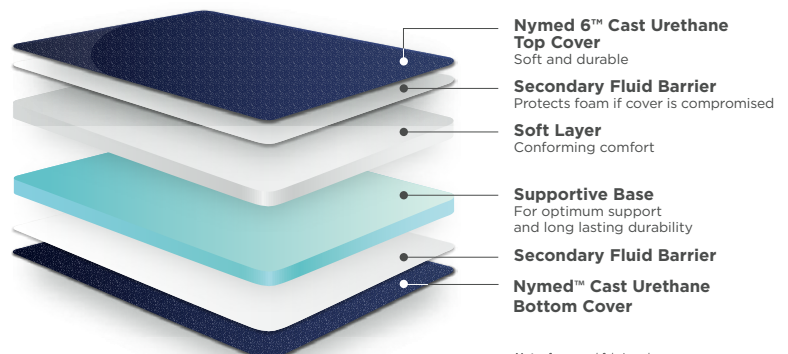 Nymed 6™ Cast Urethane
Top Cover
Soft and durable
Secondary Fluid Barrier
Protects foam if cover is compromised
Soft Layer
Conforming comfort
Supportive Base
For optimum support
and long lasting durability
Secondary Fluid Barrier
Nymed™ Cast Urethane
Bottom Cover